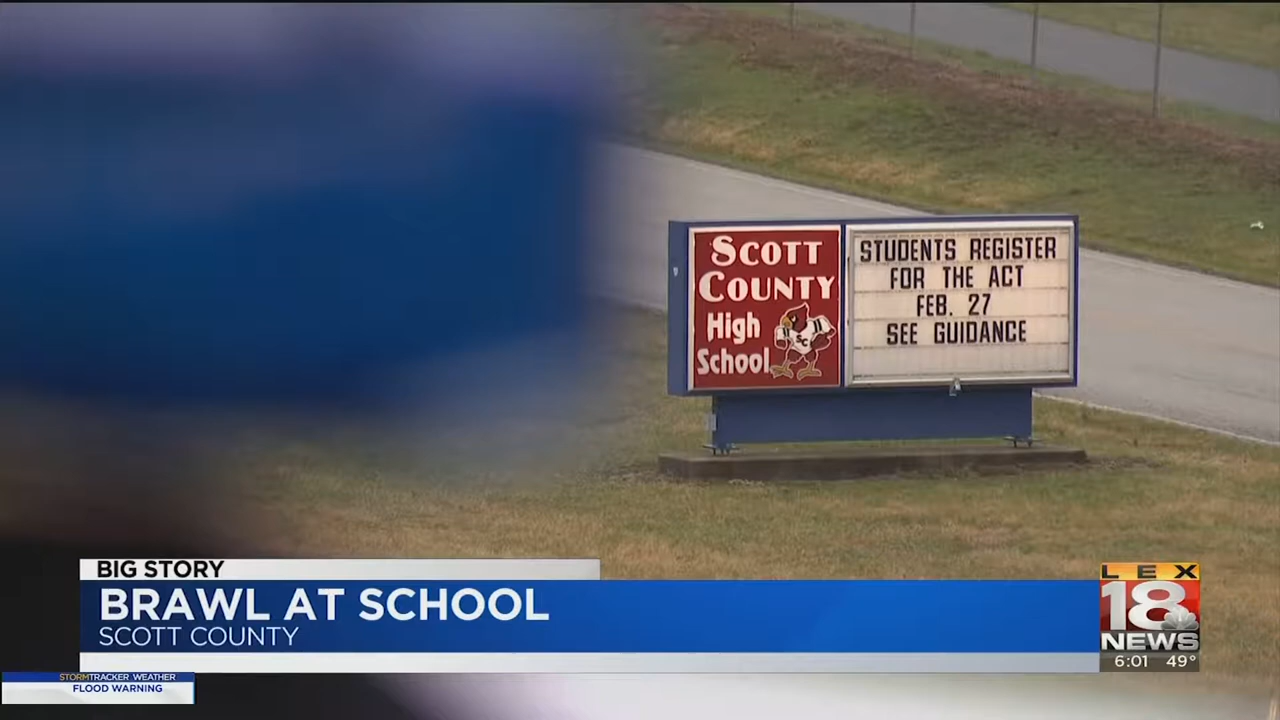 SCOTT
COUNTY
High
School
SC
STUDENTS REGISTER
FOR THE ACT
FEB. 27
SEE GUIDANCE
BIG STORY
BRAWL AT SCHOOL
SCOTT COUNTY
LEX
18
NEWS
6:01 49°
STORMTRACKER WEATHER
FLOOD WARNING